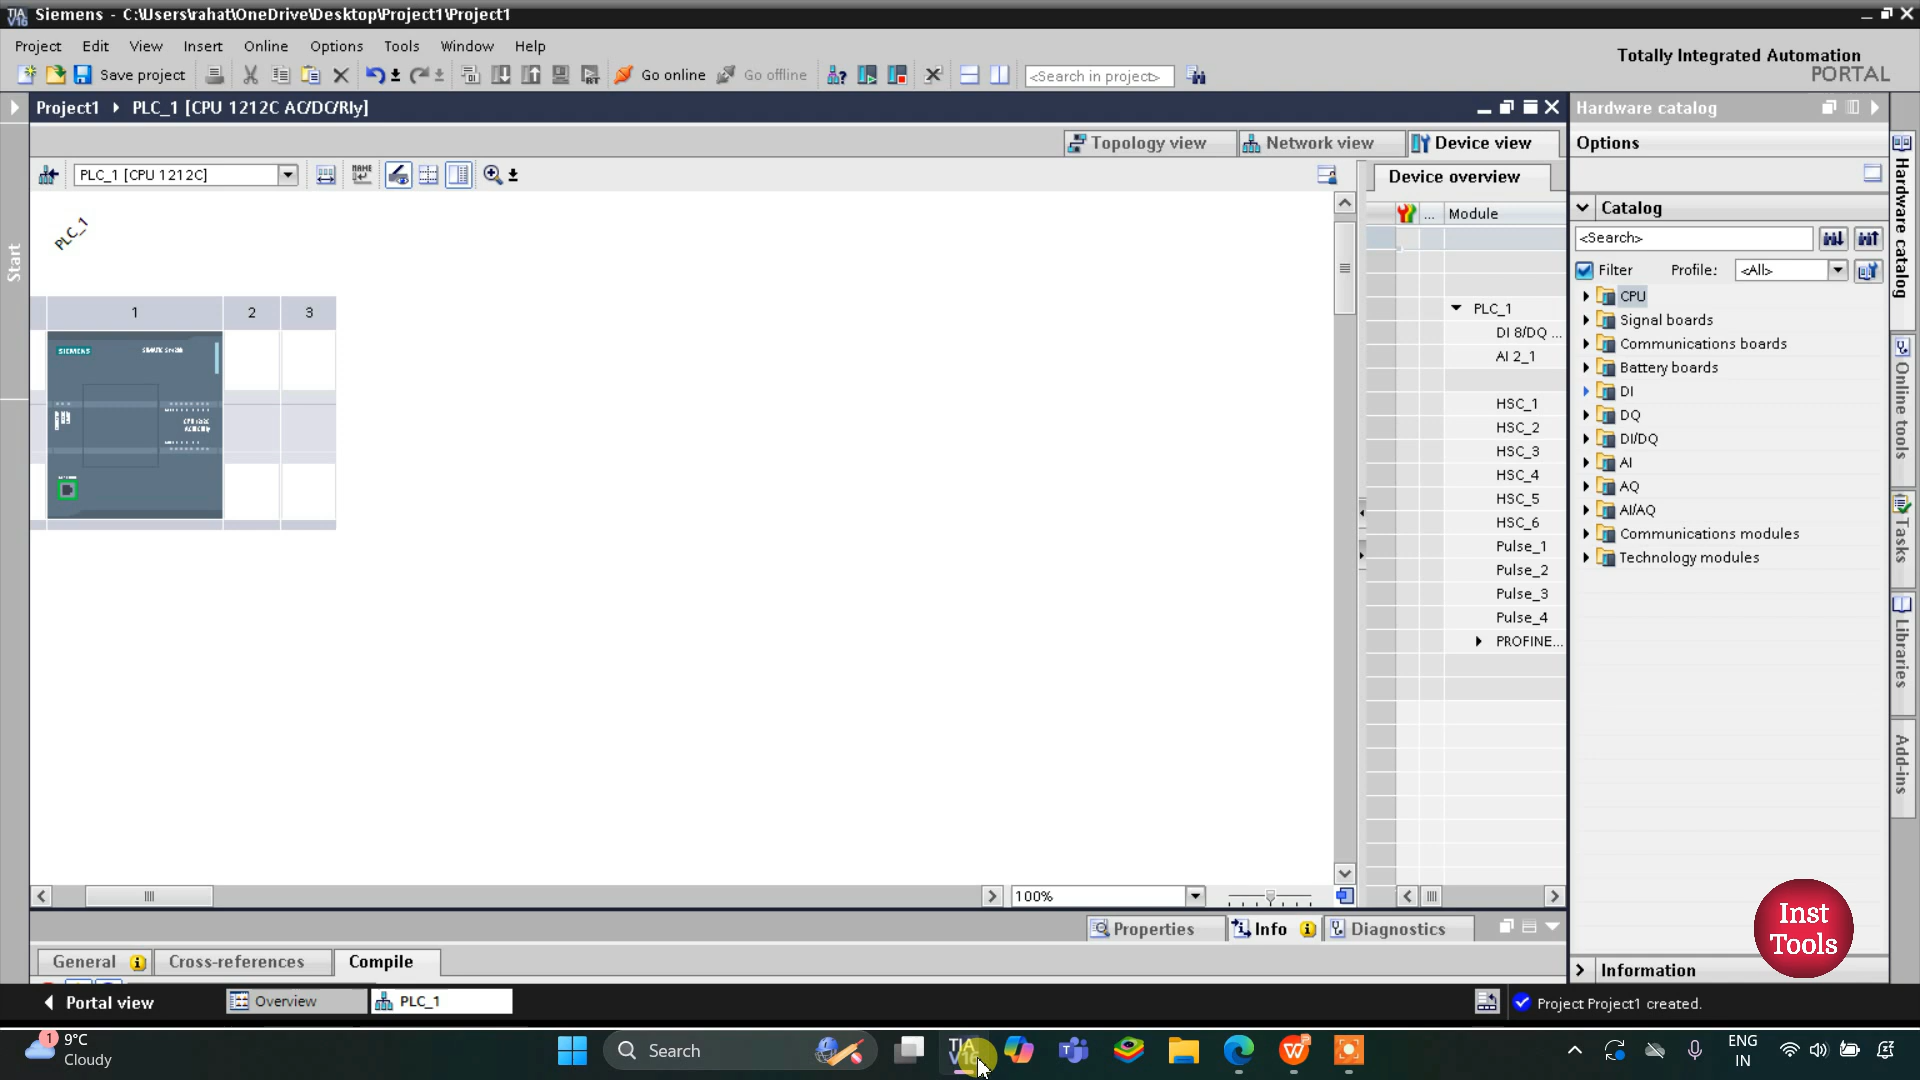 Siemens - C:\Users\rahat\OneDrive\Desktop\Project1\Project1
Project Edit View Insert Online Options Tools Window Help
Totally Integrated Automation
PORTAL
Save project
Go online
Go offline
<Search in project>
Project1 ▸ PLC_1 [CPU 1212C AC/DC/Rly]
Hardware catalog
Topology view
Network view
Device view
Options
PLC_1 [CPU 1212C]
Device overview
PLC_1
... Module
Catalog
<Search>
Filter Profile: <All>
Start
1 2 3
SIEMENS
PLC_1
DI 8/DQ ...
AI 2_1
HSC_1
HSC_2
HSC_3
HSC_4
HSC_5
HSC_6
Pulse_1
Pulse_2
Pulse_3
Pulse_4
PROFINE...
CPU
Signal boards
Communications boards
Battery boards
DI
DQ
DI/DQ
AI
AQ
AI/AQ
Communications modules
Technology modules
Hardware catalog
Online tools
Tasks
Libraries
Add-ins
100%
Properties
Info
Diagnostics
General
Cross-references
Compile
Information
Inst
Tools
Portal view
Overview
PLC_1
Project Project1 created.
1
9°C
Cloudy
Search
TIA
V16
ENG
IN